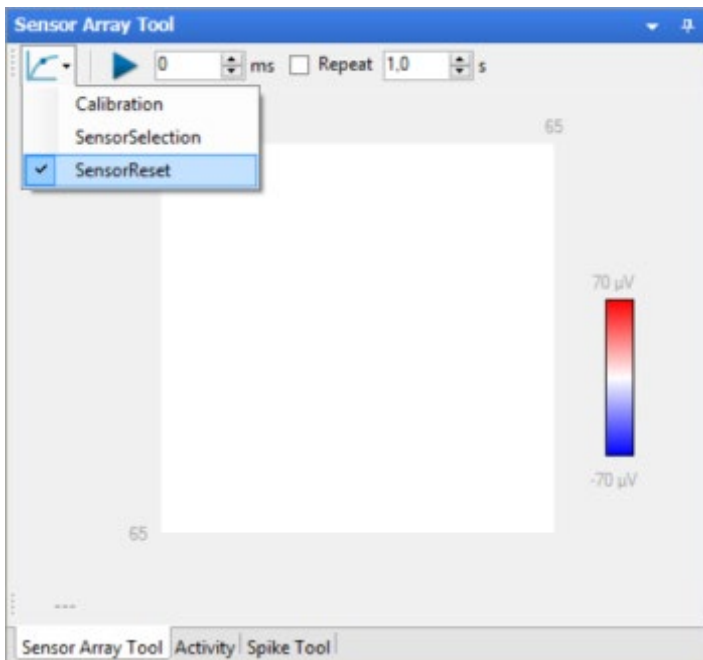 Sensor Array Tool
0 ms Repeat 1,0 s
Calibration
SensorSelection
SensorReset
65
70 µV
-70 µV
65
---
Sensor Array Tool Activity Spike Tool